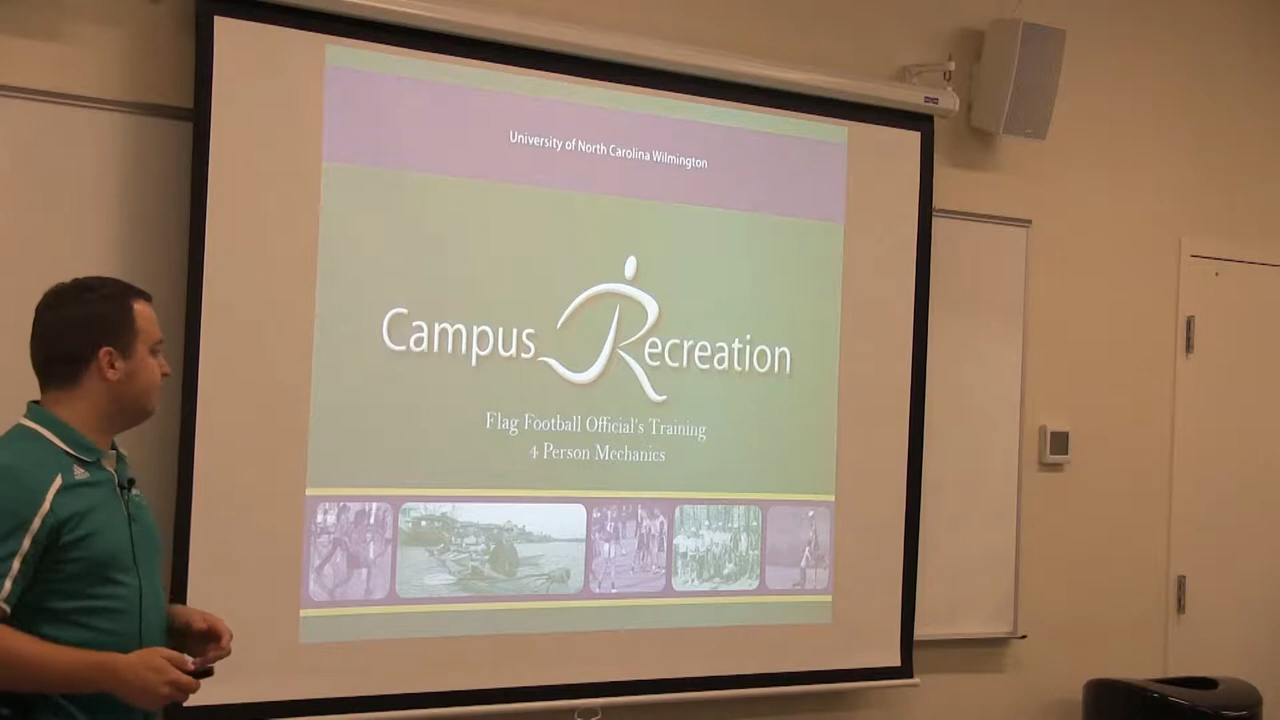 University of North Carolina Wilmington
Campus Recreation
Flag Football Official's Training
4 Person Mechanics